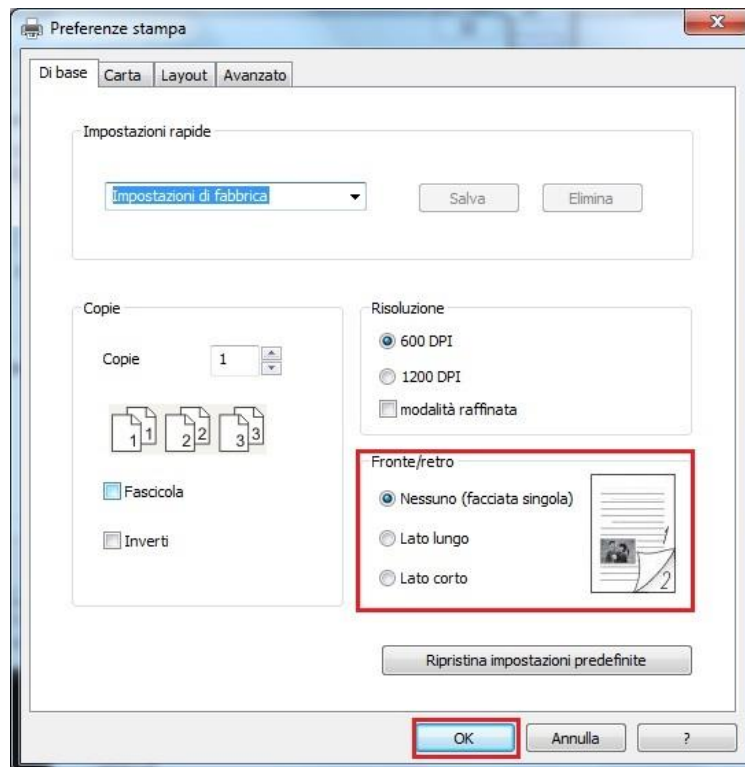 Preferenze stampa
x
Di base Carta Layout Avanzato
Impostazioni rapide
Impostazioni di fabbrica Salva Elimina
Copie
Copie 1
1 1 2 2 3 3
Fascicola
Inverti
Risoluzione
600 DPI
1200 DPI
modalità raffinata
Fronte/retro
Nessuno (facciata singola)
Lato lungo
Lato corto
1
2
Ripristina impostazioni predefinite
OK Annulla ?